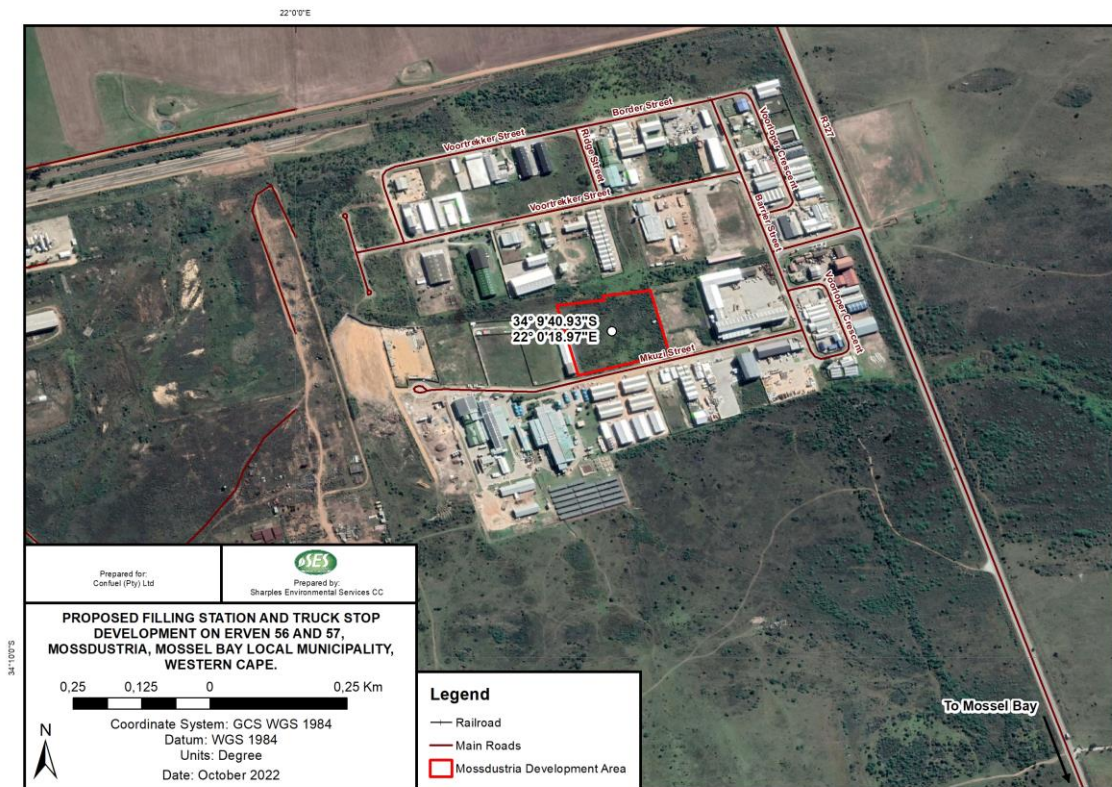 22°0'0"E
Border Street
Voortrekker Street
Ridge Street
Voorloper Crescent
R327
Voortrekker Street
Barrier Street
34° 9'40.93"S
22° 0'18.97"E
Voorloper Crescent
Mkuzi Street
34°10'0"S
Prepared for:
Confuel (Pty) Ltd
SES
Prepared by:
Sharples Environmental Services CC
PROPOSED FILLING STATION AND TRUCK STOP
DEVELOPMENT ON ERVEN 56 AND 57,
MOSSDUSTRIA, MOSSEL BAY LOCAL MUNICIPALITY,
WESTERN CAPE.
0,25 0,125 0 0,25 Km
N
Coordinate System: GCS WGS 1984
Datum: WGS 1984
Units: Degree
Date: October 2022
Legend
Railroad
Main Roads
Mossdustria Development Area
To Mossel Bay